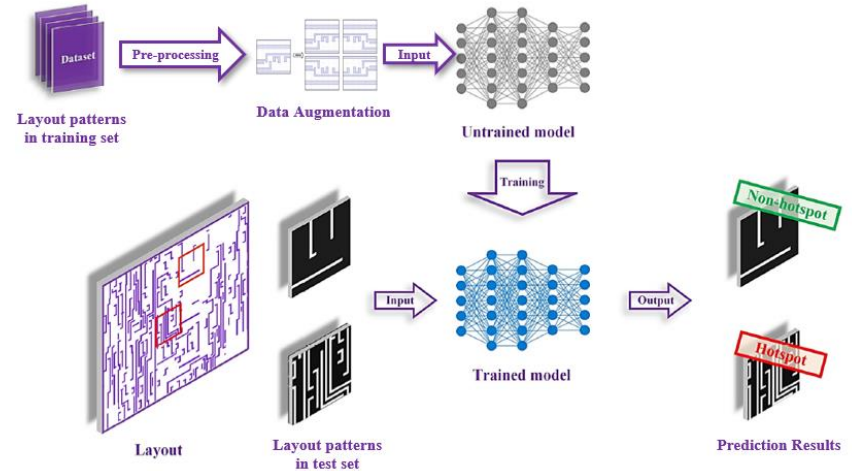 Dataset
Pre-processing
Input
Layout patterns
in training set
Data Augmentation
Untrained model
Training
Non-hotspot
Input
Output
Hotspot
Trained model
Layout
Layout patterns
in test set
Prediction Results